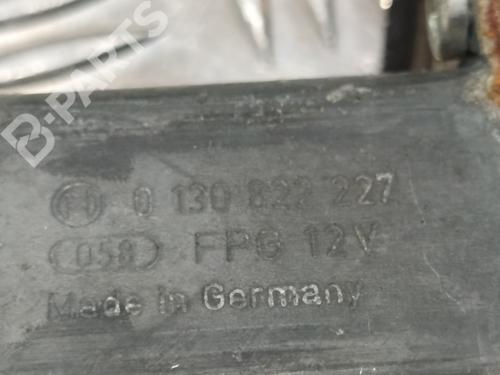 B-PARTS
0 130 822 227
058 FPG 12V
Made in Germany